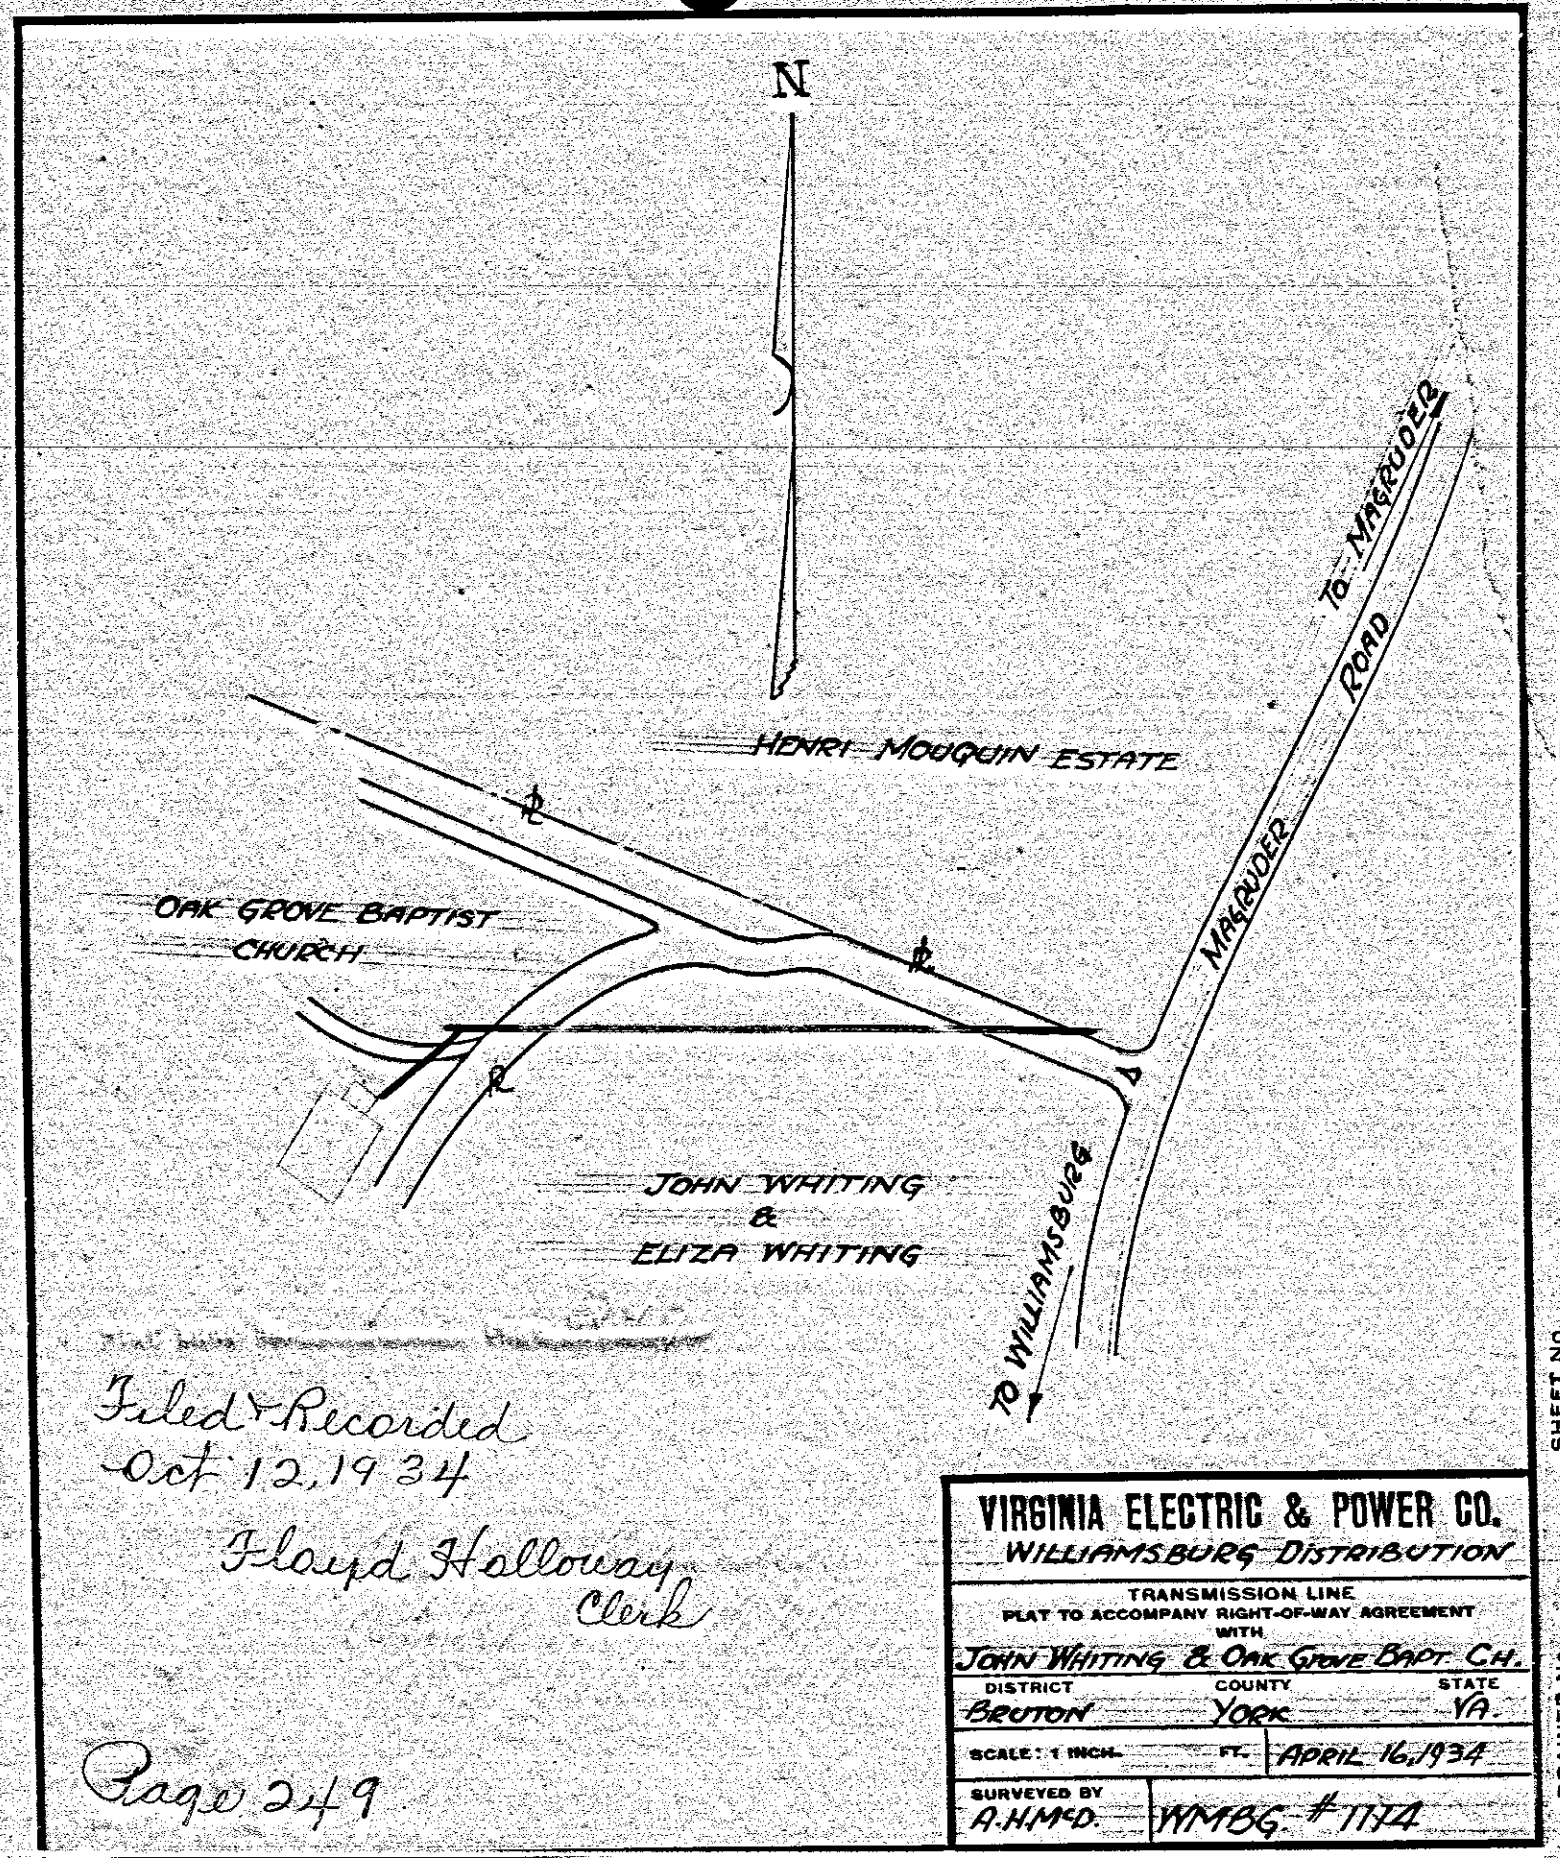 N
TO MAGRUDER
MAGRUDER ROAD
HENRI MOUQUIN ESTATE
PL
OAK GROVE BAPTIST
CHURCH
PL
PL
JOHN WHITING
&
ELIZA WHITING
TO WILLIAMSBURG
Filed & Recorded
Oct 12, 1934
Floyd Holloway
Clerk
Page 249
VIRGINIA ELECTRIC & POWER CO.
WILLIAMSBURG DISTRIBUTION
TRANSMISSION LINE
PLAT TO ACCOMPANY RIGHT-OF-WAY AGREEMENT
WITH
JOHN WHITING & OAK GROVE BAPT. CH.
DISTRICT COUNTY STATE
BRUTON YORK VA.
SCALE: 1 INCH- FT. APRIL 16, 1934
SURVEYED BY
A.H.McD. WMBG. # 1174
SHEET NO.